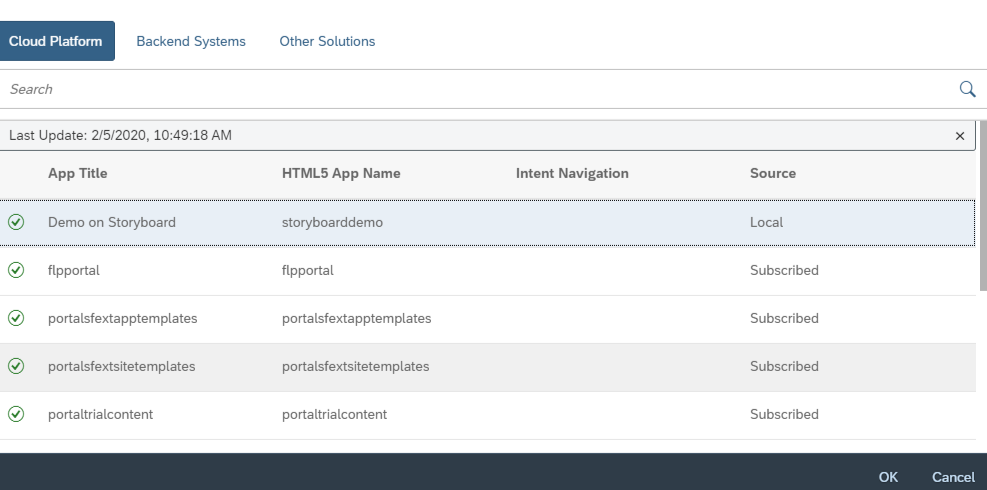 Cloud Platform Backend Systems Other Solutions
Search
Last Update: 2/5/2020, 10:49:18 AM
App Title HTML5 App Name Intent Navigation Source
Demo on Storyboard storyboarddemo Local
flpportal flpportal Subscribed
portalsfextapptemplates portalsfextapptemplates Subscribed
portalsfextsitetemplates portalsfextsitetemplates Subscribed
portaltrialcontent portaltrialcontent Subscribed
OK Cancel